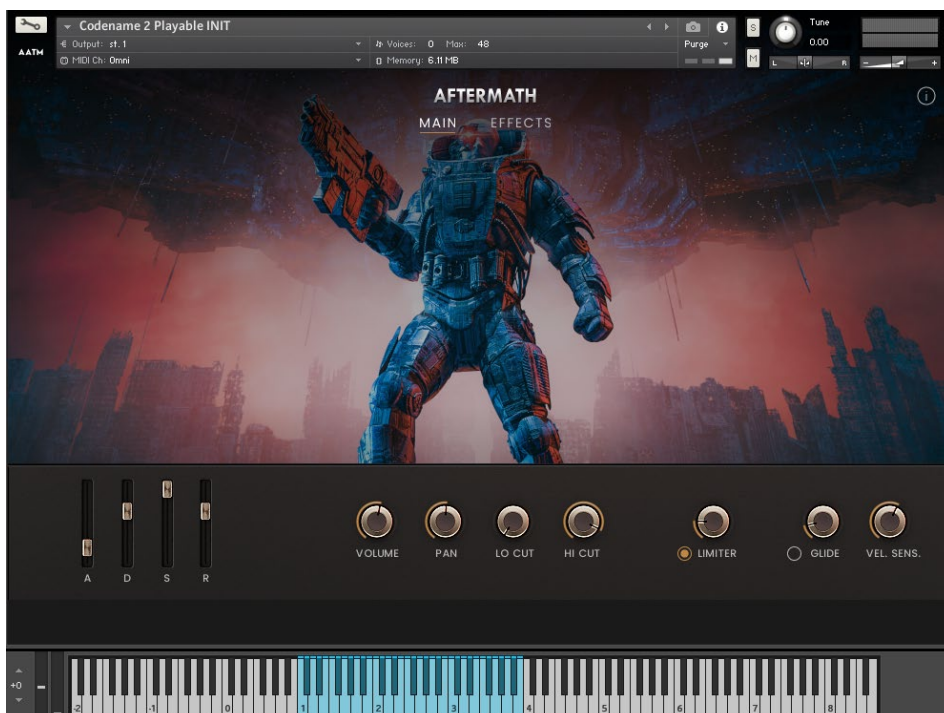 Codename 2 Playable INIT
Output: st. 1
Voices: 0 Max: 48
Purge
MIDI Ch: Omni
Memory: 6.11 MB
S
M
Tune
0.00
L R
- +
AATM
AFTERMATH
MAIN EFFECTS
VOLUME PAN LO CUT HI CUT LIMITER GLIDE VEL. SENS.
A D S R
+0
-2 -1 0 1 2 3 4 5 6 7 8